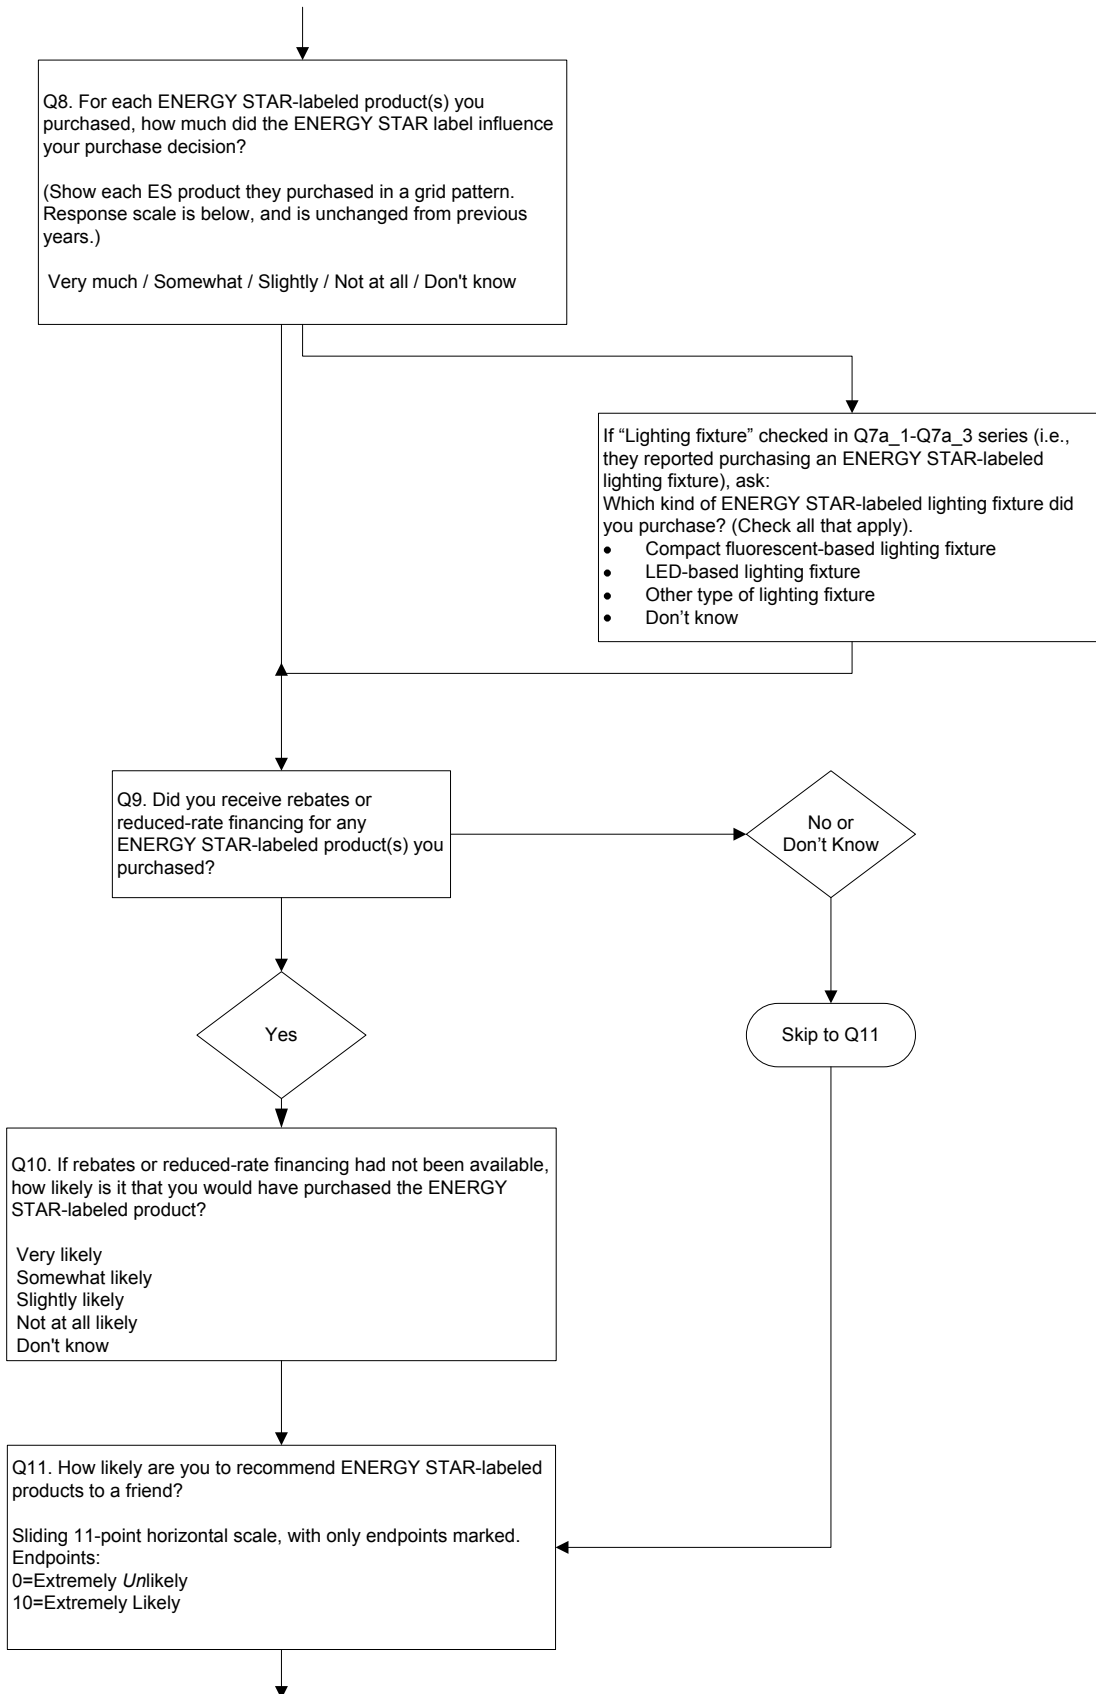 Q8. For each ENERGY STAR-labeled product(s) you
purchased, how much did the ENERGY STAR label influence
your purchase decision?
(Show each ES product they purchased in a grid pattern.
Response scale is below, and is unchanged from previous
years.)
Very much / Somewhat / Slightly / Not at all / Don't know
If “Lighting fixture” checked in Q7a_1-Q7a_3 series (i.e.,
they reported purchasing an ENERGY STAR-labeled
lighting fixture), ask:
Which kind of ENERGY STAR-labeled lighting fixture did
you purchase? (Check all that apply).
• Compact fluorescent-based lighting fixture
• LED-based lighting fixture
• Other type of lighting fixture
• Don’t know
Q9. Did you receive rebates or
reduced-rate financing for any
ENERGY STAR-labeled product(s) you
purchased?
No or
Don’t Know
Yes
Skip to Q11
Q10. If rebates or reduced-rate financing had not been available,
how likely is it that you would have purchased the ENERGY
STAR-labeled product?
Very likely
Somewhat likely
Slightly likely
Not at all likely
Don't know
Q11. How likely are you to recommend ENERGY STAR-labeled
products to a friend?
Sliding 11-point horizontal scale, with only endpoints marked.
Endpoints:
0=Extremely Unlikely
10=Extremely Likely